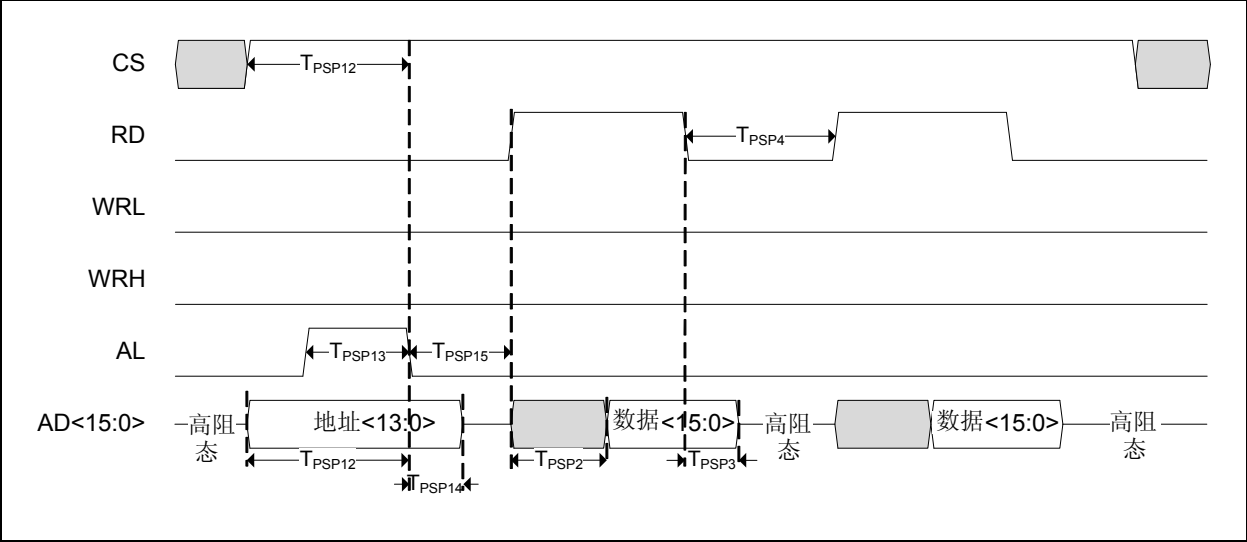 CS
TPSP12
RD
TPSP4
WRL
WRH
AL
TPSP13
TPSP15
AD<15:0>
高阻
态
地址<13:0>
数据<15:0>
高阻
态
数据<15:0>
高阻
态
TPSP12
TPSP2
TPSP3
TPSP14